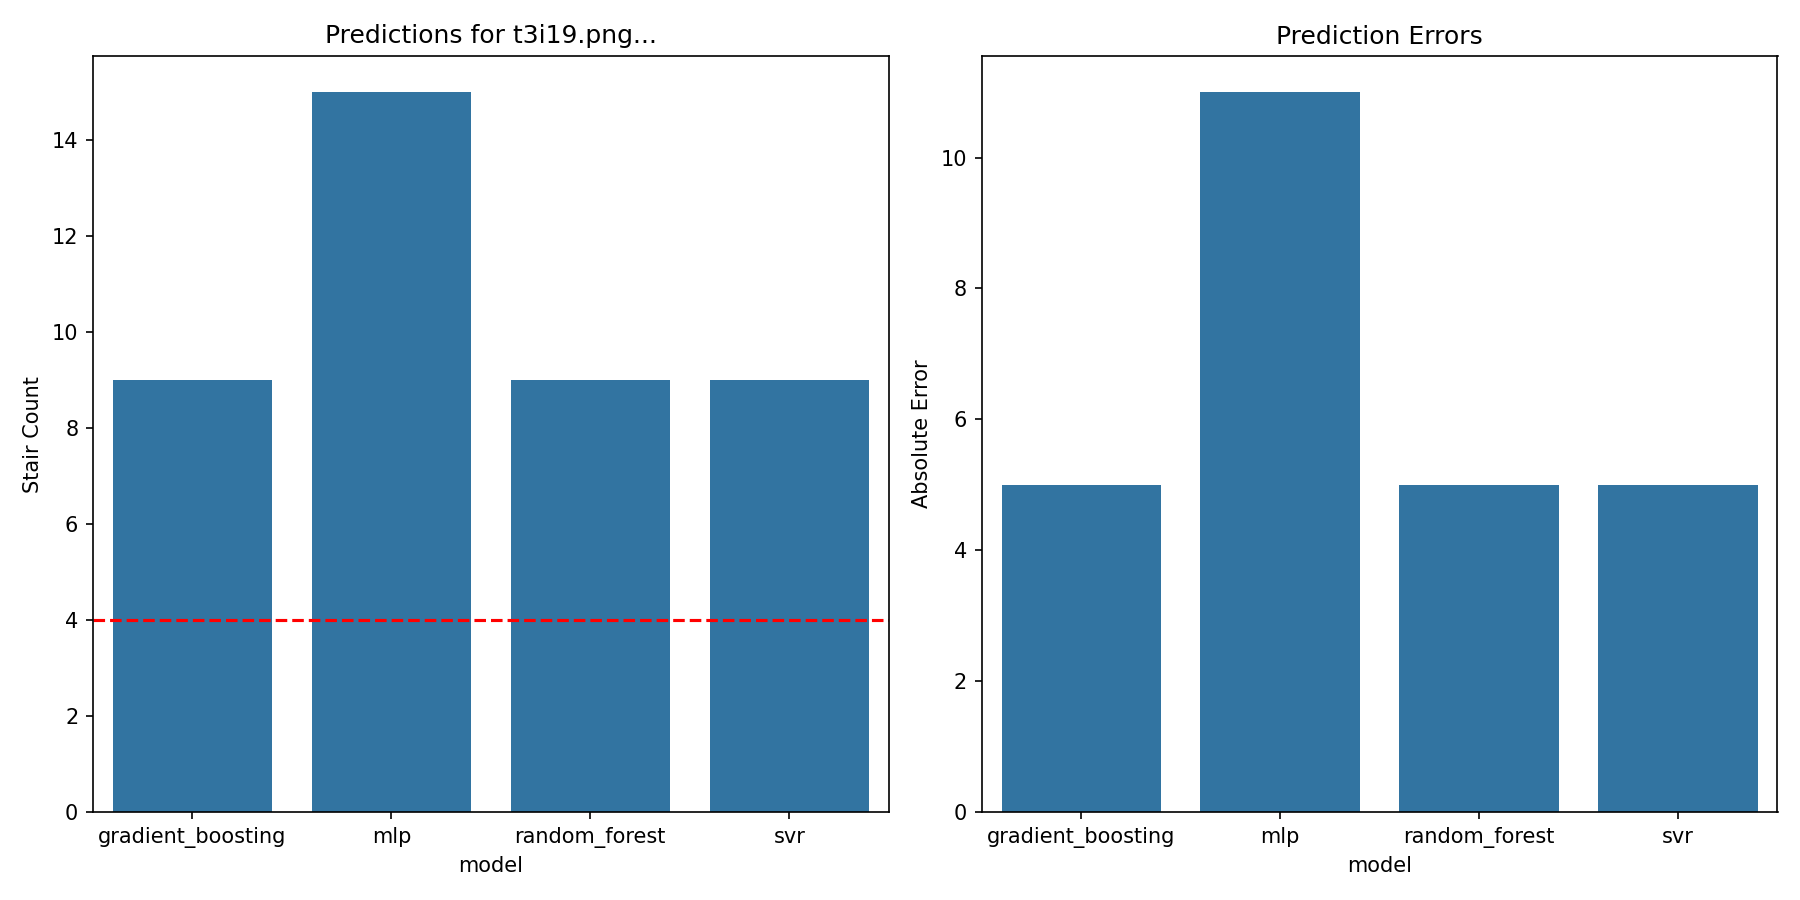 Predictions for t3i19.png...
Stair Count
14
12
10
8
6
4
2
0
gradient_boosting mlp random_forest svr
model
Prediction Errors
Absolute Error
10
8
6
4
2
0
gradient_boosting mlp random_forest svr
model